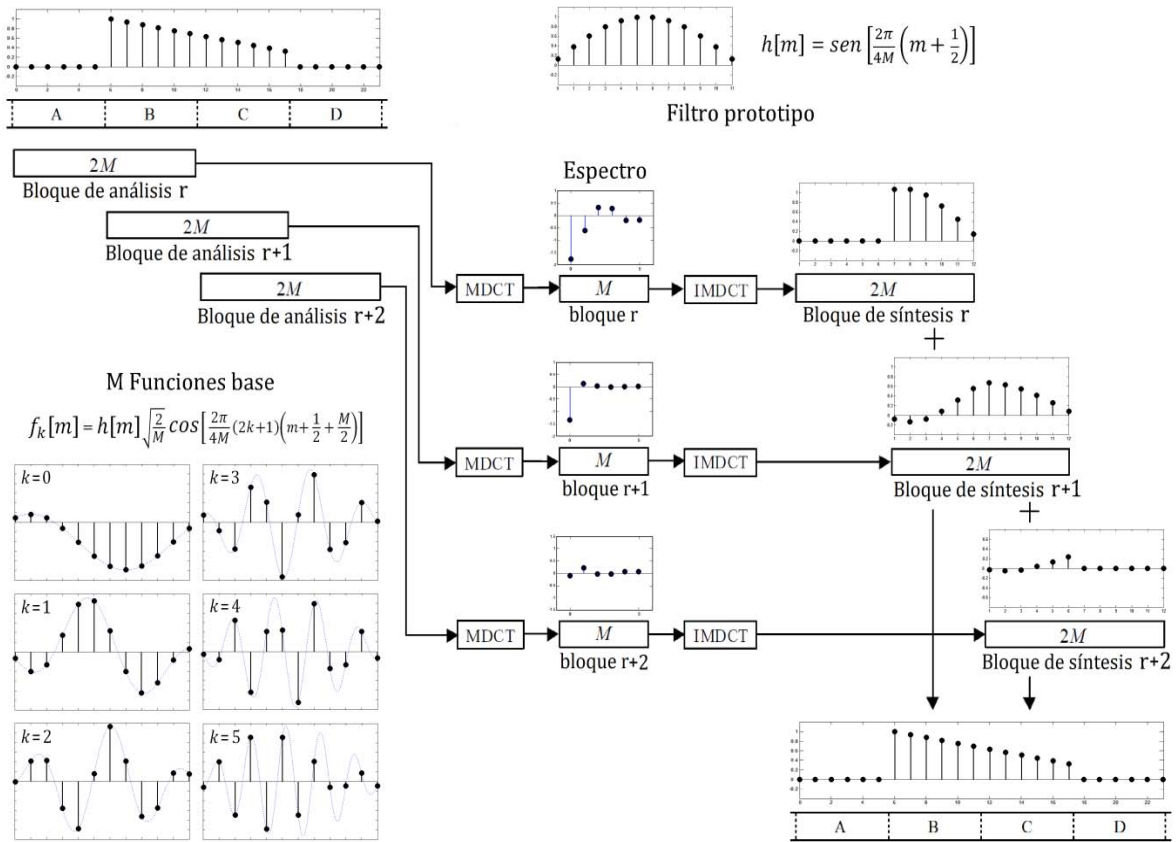 h[m] = sen [2π/4M (m + 1/2)]
Filtro prototipo
A B C D
2M
Bloque de análisis r
2M
Bloque de análisis r+1
2M
Bloque de análisis r+2
Espectro
MDCT
M
bloque r
IMDCT
2M
Bloque de síntesis r
+
MDCT
M
bloque r+1
IMDCT
2M
Bloque de síntesis r+1
+
MDCT
M
bloque r+2
IMDCT
2M
Bloque de síntesis r+2
M Funciones base
f_k[m] = h[m] √(2/M) cos[2π/4M (2k+1)(m + 1/2 + M/2)]
k=0
k=3
k=1
k=4
k=2
k=5
A B C D